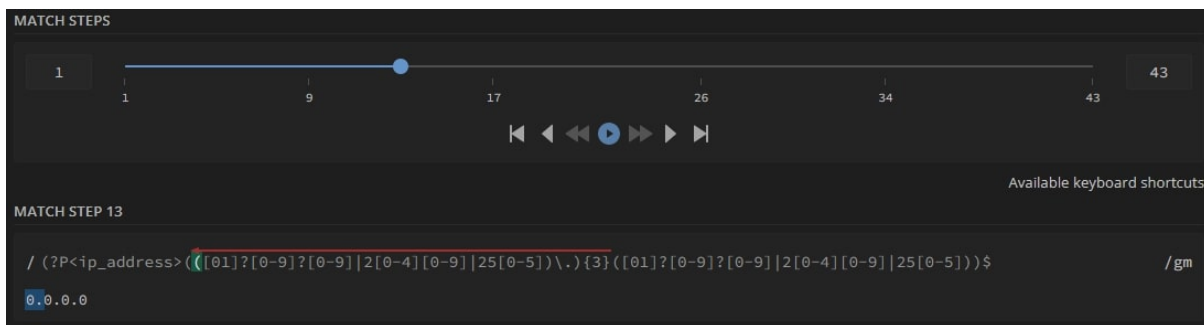 MATCH STEPS
1
43
1 9 17 26 34 43
Available keyboard shortcuts
MATCH STEP 13
/ (?P<ip_address>(([01]?[0-9]?[0-9]|2[0-4][0-9]|25[0-5])\.){3}([01]?[0-9]?[0-9]|2[0-4][0-9]|25[0-5]))$ /gm
0.0.0.0